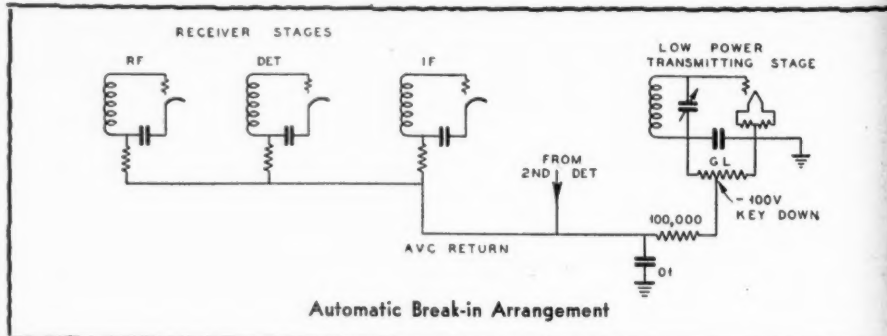 RECEIVER STAGES
RF
DET
IF
LOW POWER
TRANSMITTING STAGE
GL
FROM
2ND DET
-100V
KEY DOWN
100,000
AVC RETURN
01
Automatic Break-in Arrangement